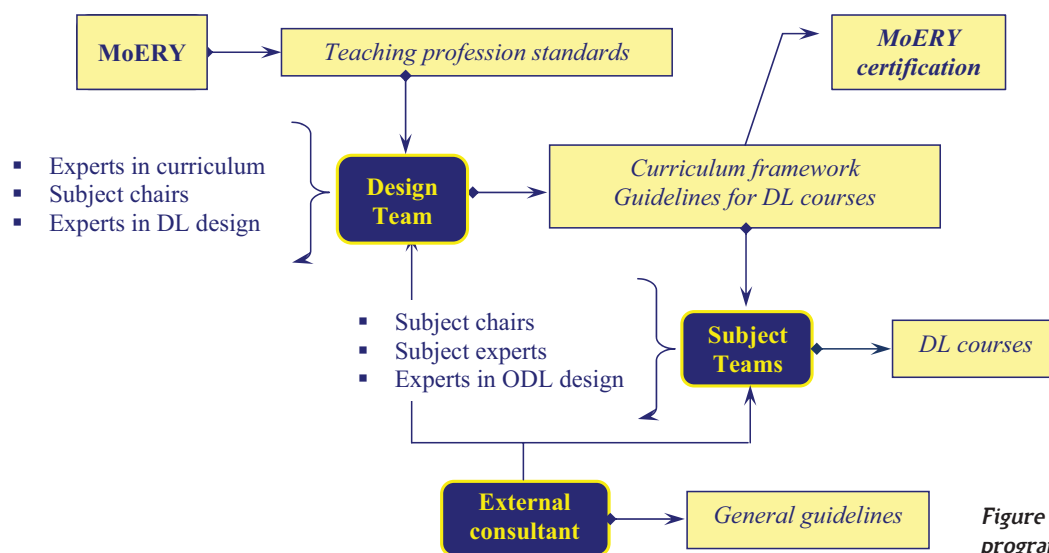 MoERY
Teaching profession standards
MoERY
certification
▪ Experts in curriculum
▪ Subject chairs
▪ Experts in DL design
Design
Team
Curriculum framework
Guidelines for DL courses
▪ Subject chairs
▪ Subject experts
▪ Experts in ODL design
Subject
Teams
DL courses
External
consultant
General guidelines
Figure
program